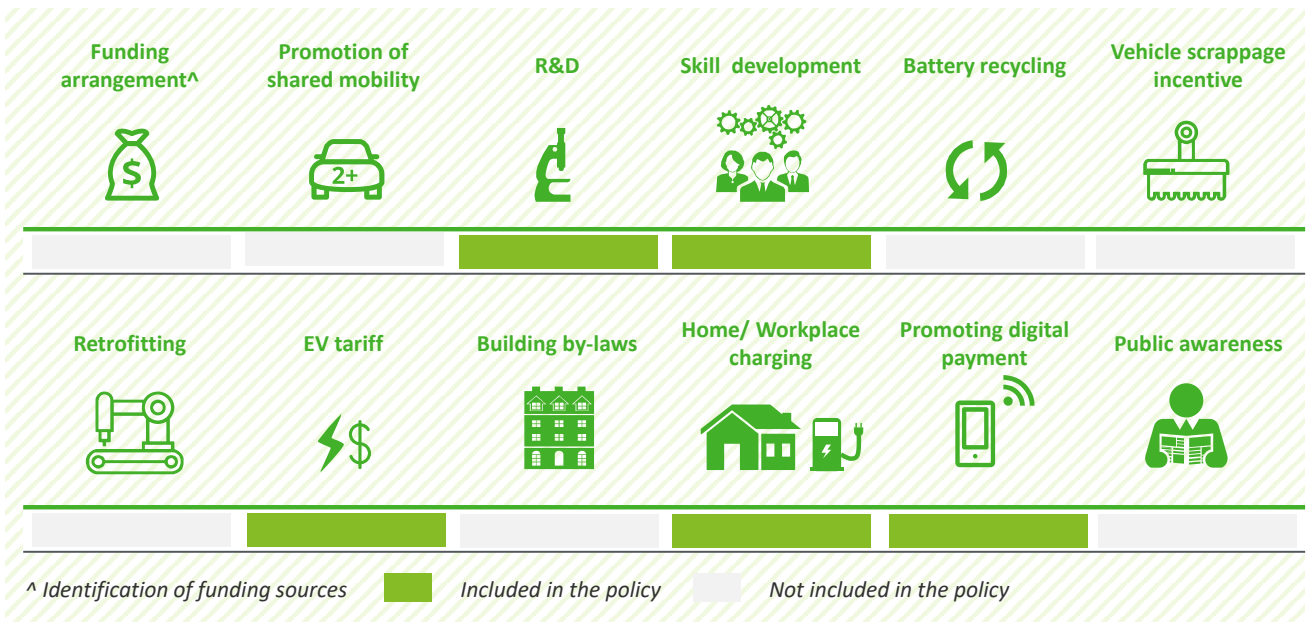 Funding
arrangement^
Promotion of
shared mobility
R&D
Skill development
Battery recycling
Vehicle scrappage
incentive
$
2+
Retrofitting
EV tariff
Building by-laws
Home/ Workplace
charging
Promoting digital
payment
Public awareness
$
^ Identification of funding sources
Included in the policy
Not included in the policy